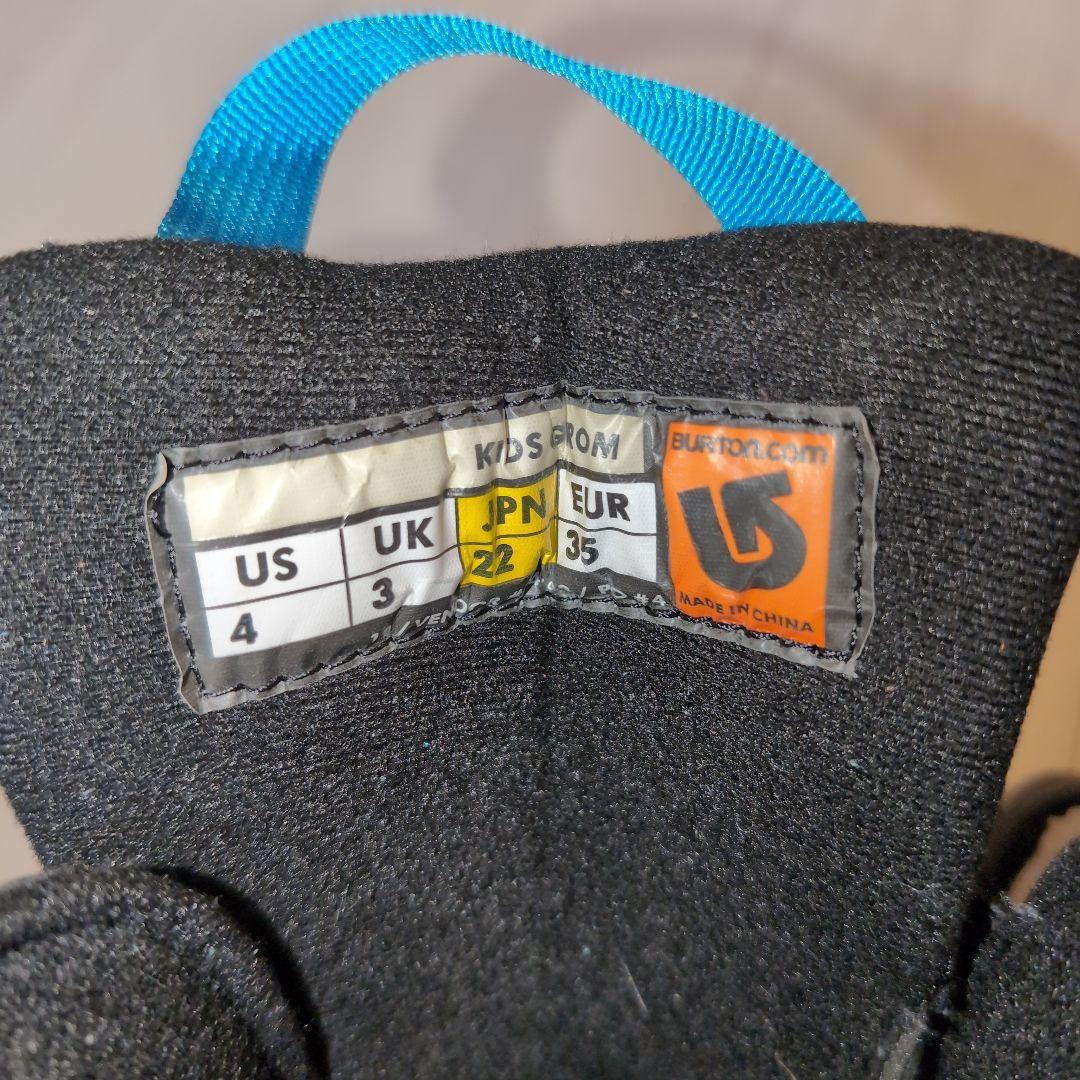 KIDS GROM
US UK JPN EUR
4 3 22 35
BURTON.COM
MADE IN CHINA